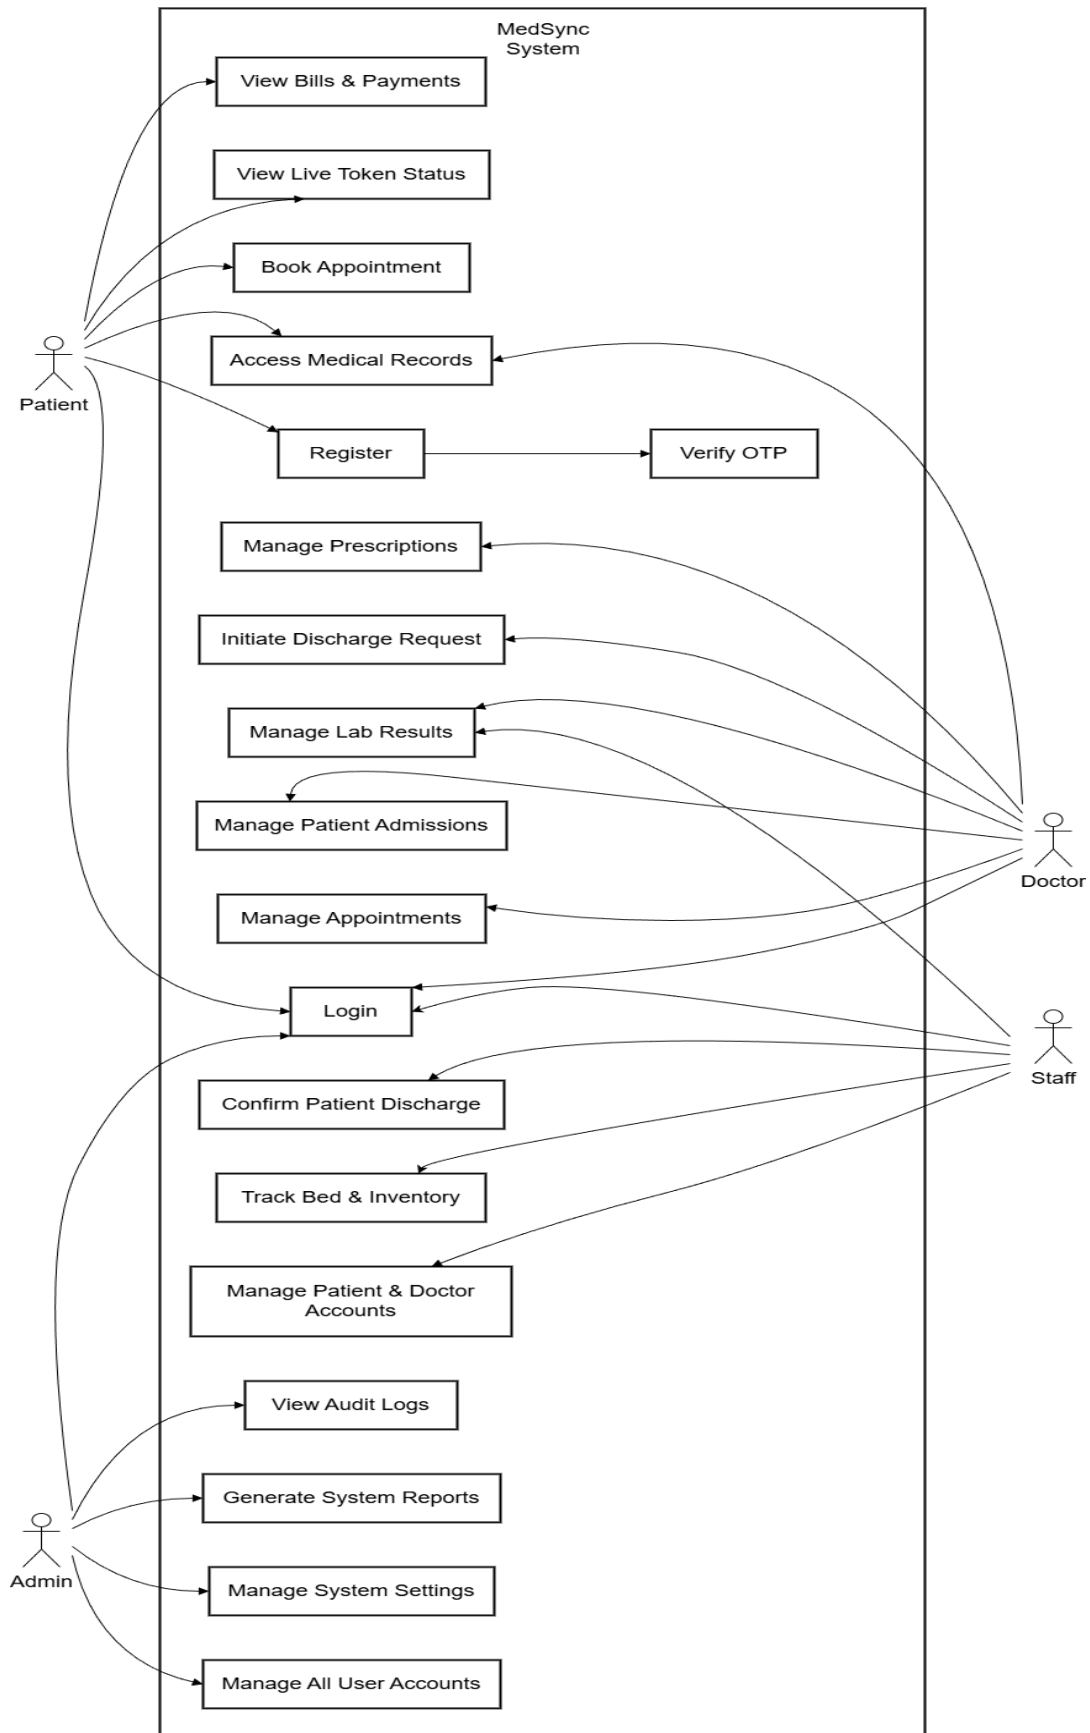 MedSync
System
View Bills & Payments
View Live Token Status
Book Appointment
Access Medical Records
Patient
Register
Verify OTP
Manage Prescriptions
Initiate Discharge Request
Manage Lab Results
Manage Patient Admissions
Doctor
Manage Appointments
Login
Staff
Confirm Patient Discharge
Track Bed & Inventory
Manage Patient & Doctor
Accounts
View Audit Logs
Generate System Reports
Admin
Manage System Settings
Manage All User Accounts